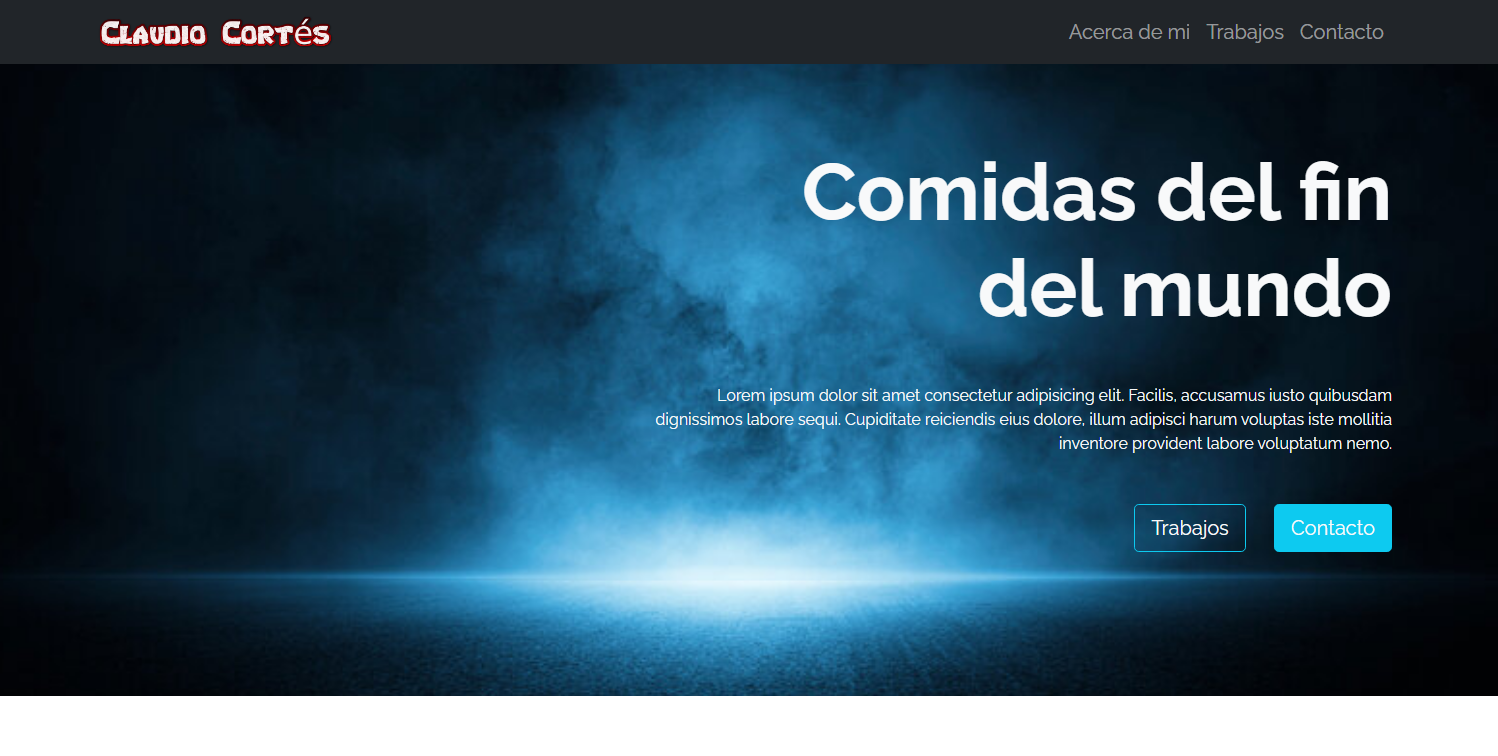 Claudio Cortés
Acerca de mi Trabajos Contacto
Comidas del fin
del mundo
Lorem ipsum dolor sit amet consectetur adipisicing elit. Facilis, accusamus iusto quibusdam
dignissimos labore sequi. Cupiditate reiciendis eius dolore, illum adipisci harum voluptas iste mollitia
inventore provident labore voluptatum nemo.
Trabajos Contacto